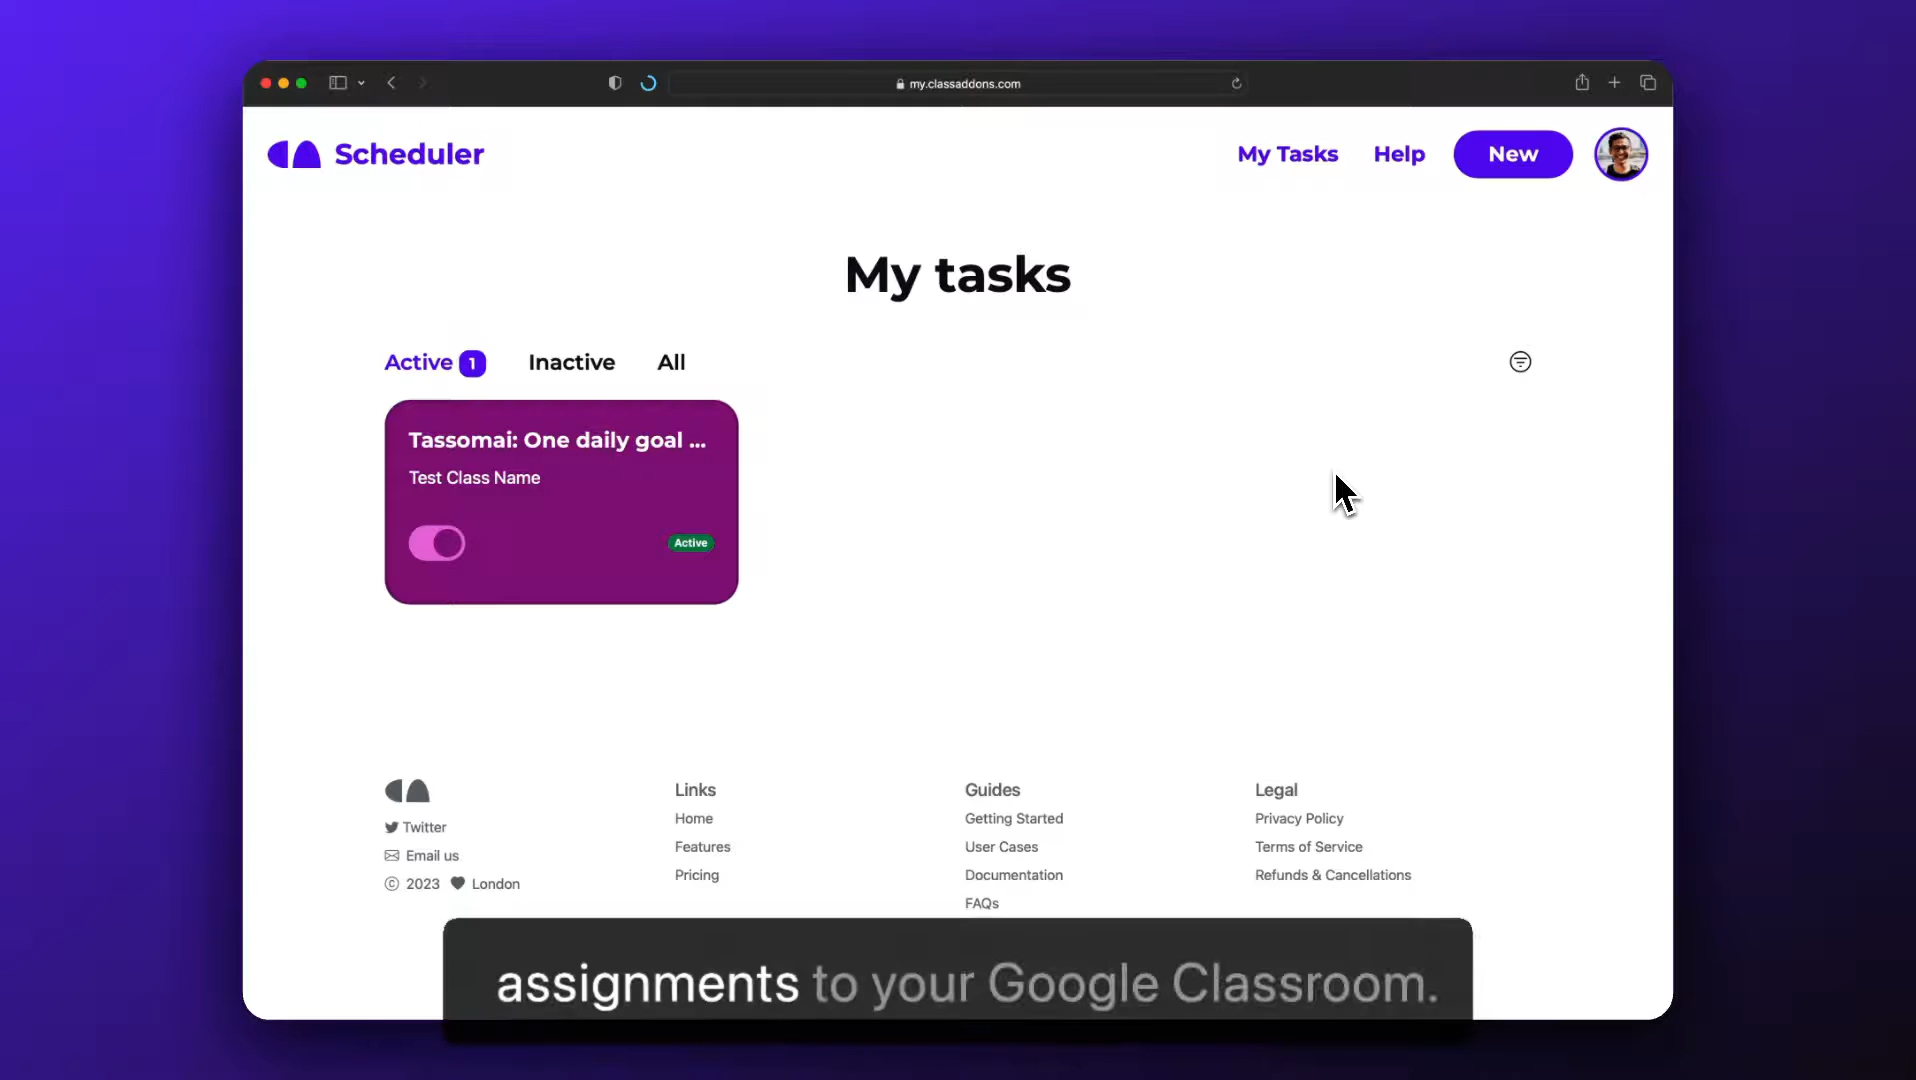 my.classaddons.com
Scheduler
My Tasks
Help
New
My tasks
Active 1
Inactive
All
Tassomai: One daily goal ...
Test Class Name
Active
Twitter
Email us
© 2023
London
Links
Home
Features
Pricing
Guides
Getting Started
User Cases
Documentation
FAQs
Legal
Privacy Policy
Terms of Service
Refunds & Cancellations
assignments to your Google Classroom.